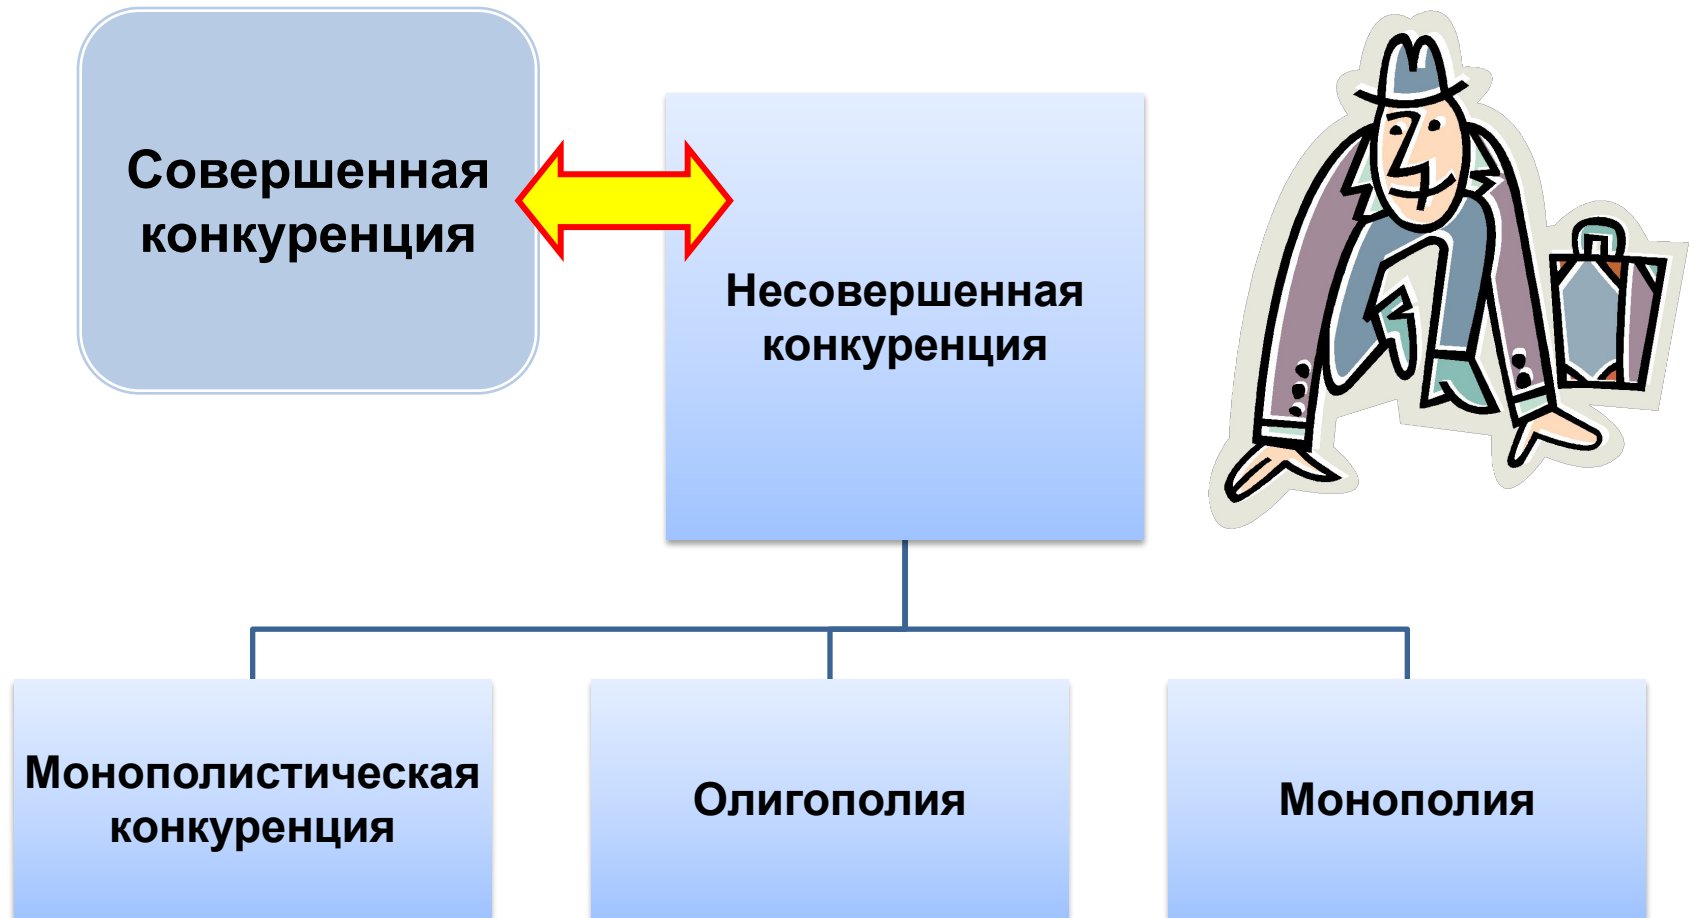 Совершенная
конкуренция
Несовершенная
конкуренция
Монополистическая
конкуренция
Олигополия
Монополия